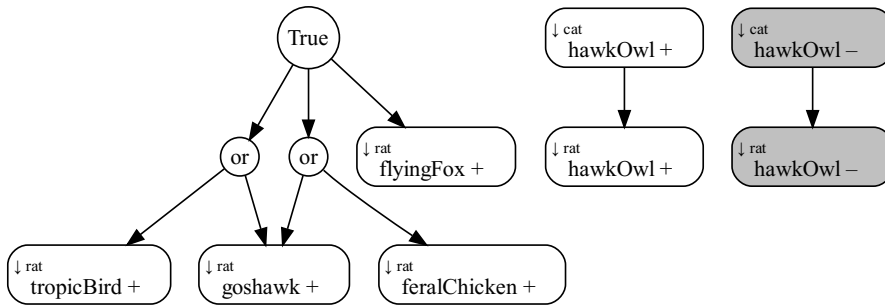 True
↓ cat
hawkOwl +
↓ cat
hawkOwl –
or
or
↓ rat
flyingFox +
↓ rat
hawkOwl +
↓ rat
hawkOwl –
↓ rat
tropicBird +
↓ rat
goshawk +
↓ rat
feralChicken +